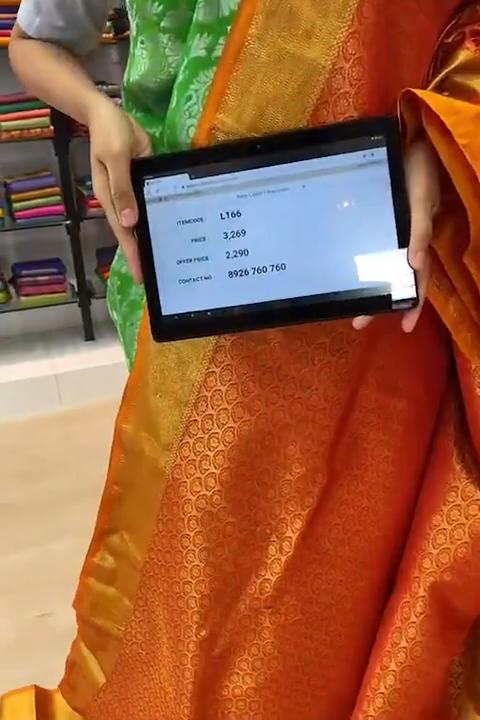 ITEMCODE : L166
PRICE : 3,269
OFFER PRICE : 2,290
CONTACT NO : 8926 760 760